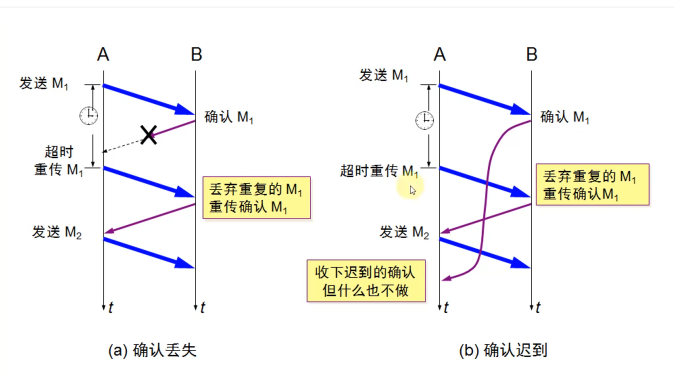 A
B
发送 M1
确认 M1
超时
重传 M1
丢弃重复的 M1
重传确认 M1
发送 M2
t
t
(a) 确认丢失
A
B
发送 M1
确认 M1
超时重传 M1
丢弃重复的 M1
重传确认M1
发送 M2
收下迟到的确认
但什么也不做
t
t
(b) 确认迟到